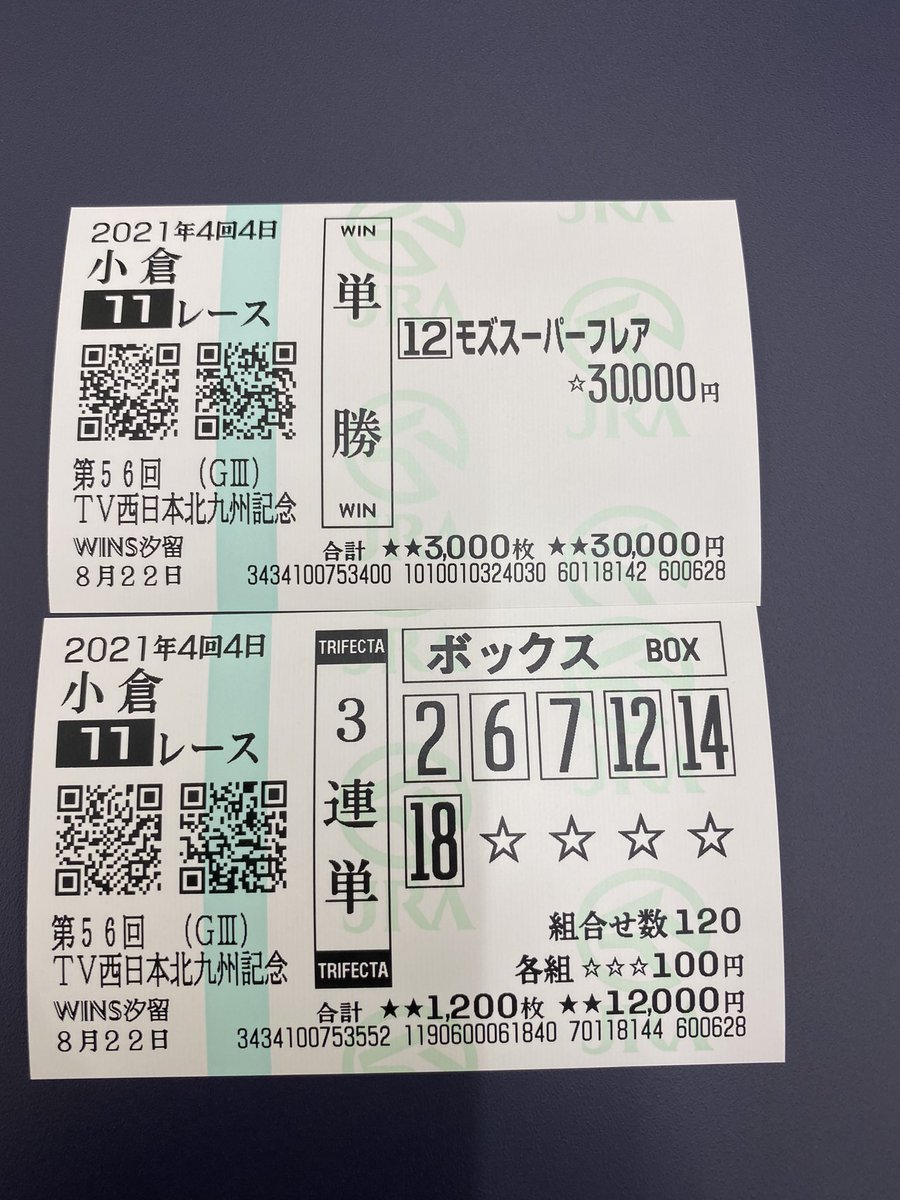 2021年4回4日
小倉
11レース
第56回 (GⅢ)
TV西日本北九州記念
WINS汐留
8月22日
WIN
単勝
WIN
12モズスーパーフレア
☆30,000円
合計 ★★3,000枚 ★★30,000円
3434100753400 1010010324030 60118142 600628
JRA
2021年4回4日
小倉
11レース
第56回 (GⅢ)
TV西日本北九州記念
WINS汐留
8月22日
TRIFECTA
3連単
TRIFECTA
ボックス BOX
2 6 7 12 14
18 ☆ ☆ ☆ ☆
組合せ数120
各組 ☆☆☆100円
合計 ★★1,200枚 ★★12,000円
3434100753552 1190600061840 70118144 600628
JRA